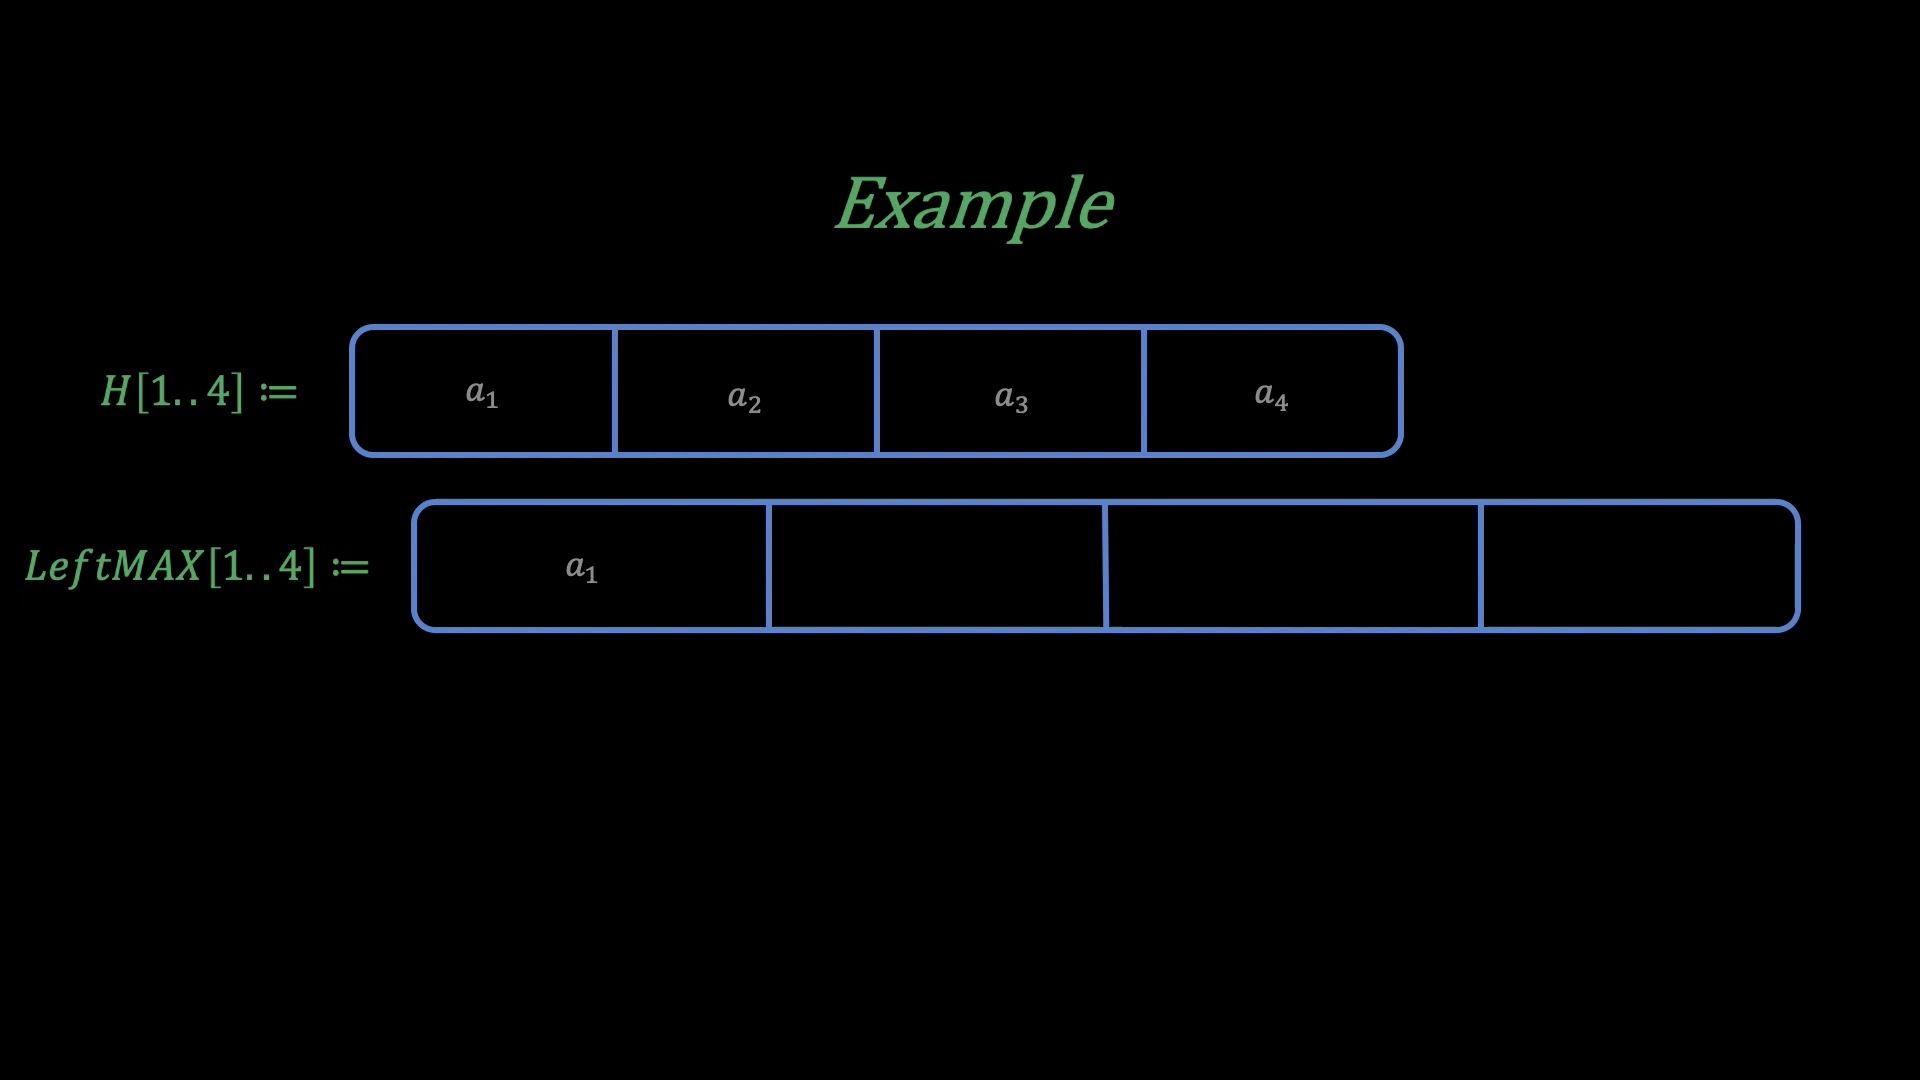 Example
H[1..4] ≔ a₁ a₂ a₃ a₄
LeftMAX[1..4] ≔ a₁